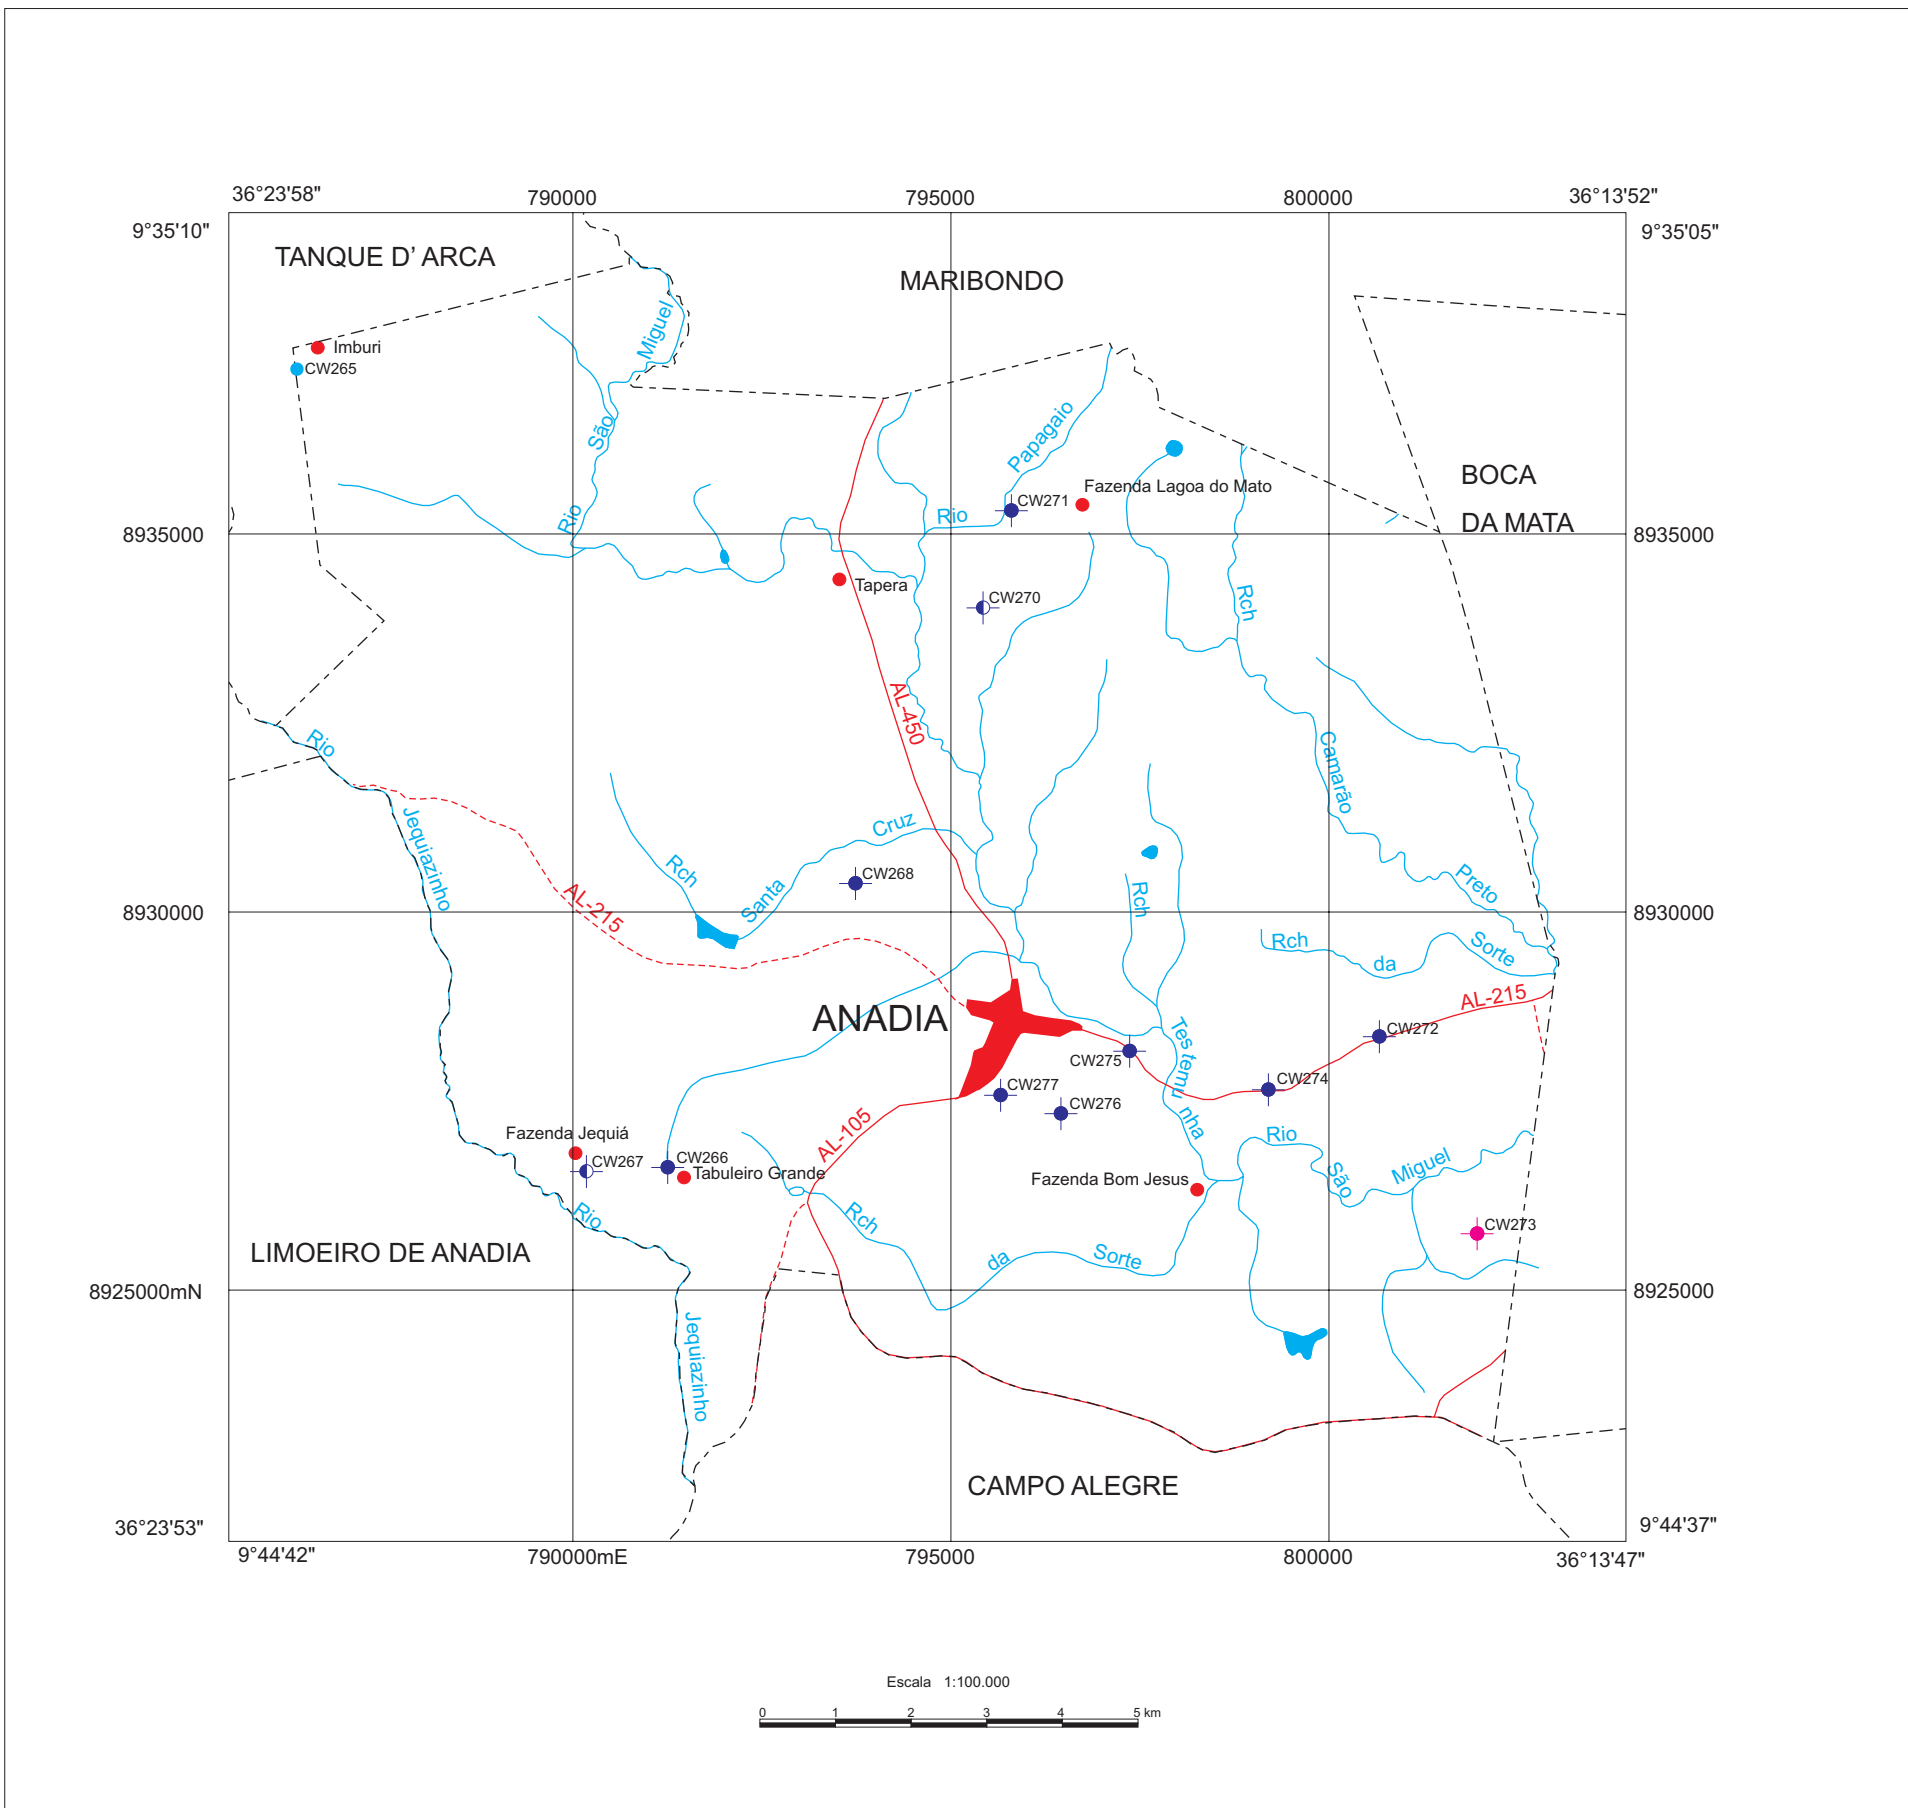 36°23'58"
790000
795000
800000
36°13'52"
9°35'10"
9°35'05"
TANQUE D' ARCA
MARIBONDO
Miguel
Imburi
CW265
São
Papagaio
BOCA
DA MATA
Fazenda Lagoa do Mato
CW271
Rio
Rio
8935000
8935000
Tapera
CW270
Rch
AL-450
Rio
Camarão
Jequiazinho
Cruz
Rch
Santa
CW268
AL-215
Rch
Preto
8930000
8930000
Rch
da
Sorte
AL-215
ANADIA
CW272
CW275
Testemunha
CW274
CW277
CW276
AL-105
Fazenda Jequiá
CW267
CW266
Tabuleiro Grande
Rio
São
Miguel
Fazenda Bom Jesus
Rio
Rch
da
Sorte
CW273
LIMOEIRO DE ANADIA
8925000mN
8925000
Jequiazinho
CAMPO ALEGRE
36°23'53"
9°44'37"
9°44'42"
790000mE
795000
800000
36°13'47"
Escala 1:100.000
0 1 2 3 4 5 km